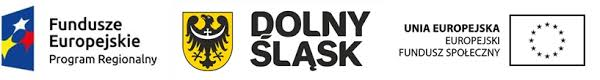 Fundusze
Europejskie
Program Regionalny
DOLNY
ŚLĄSK
UNIA EUROPEJSKA
EUROPEJSKI
FUNDUSZ SPOŁECZNY